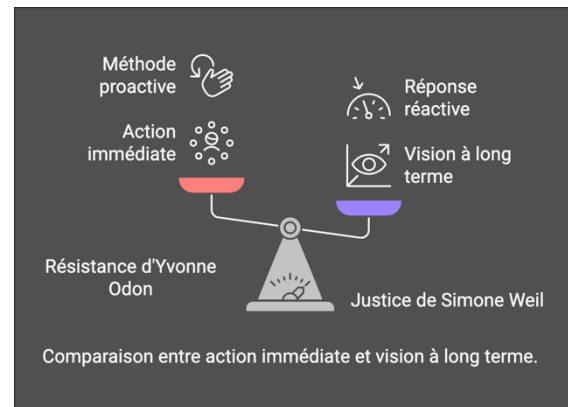 Méthode
proactive
Action
immédiate
Réponse
réactive
Vision à long
terme
Résistance d'Yvonne
Odon
Justice de Simone Weil
Comparaison entre action immédiate et vision à long terme.